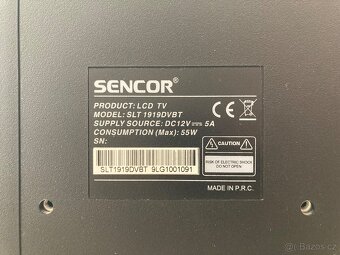 SENCOR®
PRODUCT: LCD TV
MODEL: SLT 1919DVBT
SUPPLY SOURCE: DC12V⎓ 5A
CONSUMPTION (Max): 55W
SN:
CE
CAUTION
RISK OF ELECTRIC SHOCK
DO NOT OPEN
SLT1919DVBT 9LG1001091
MADE IN P.R.C.
bazos.cz